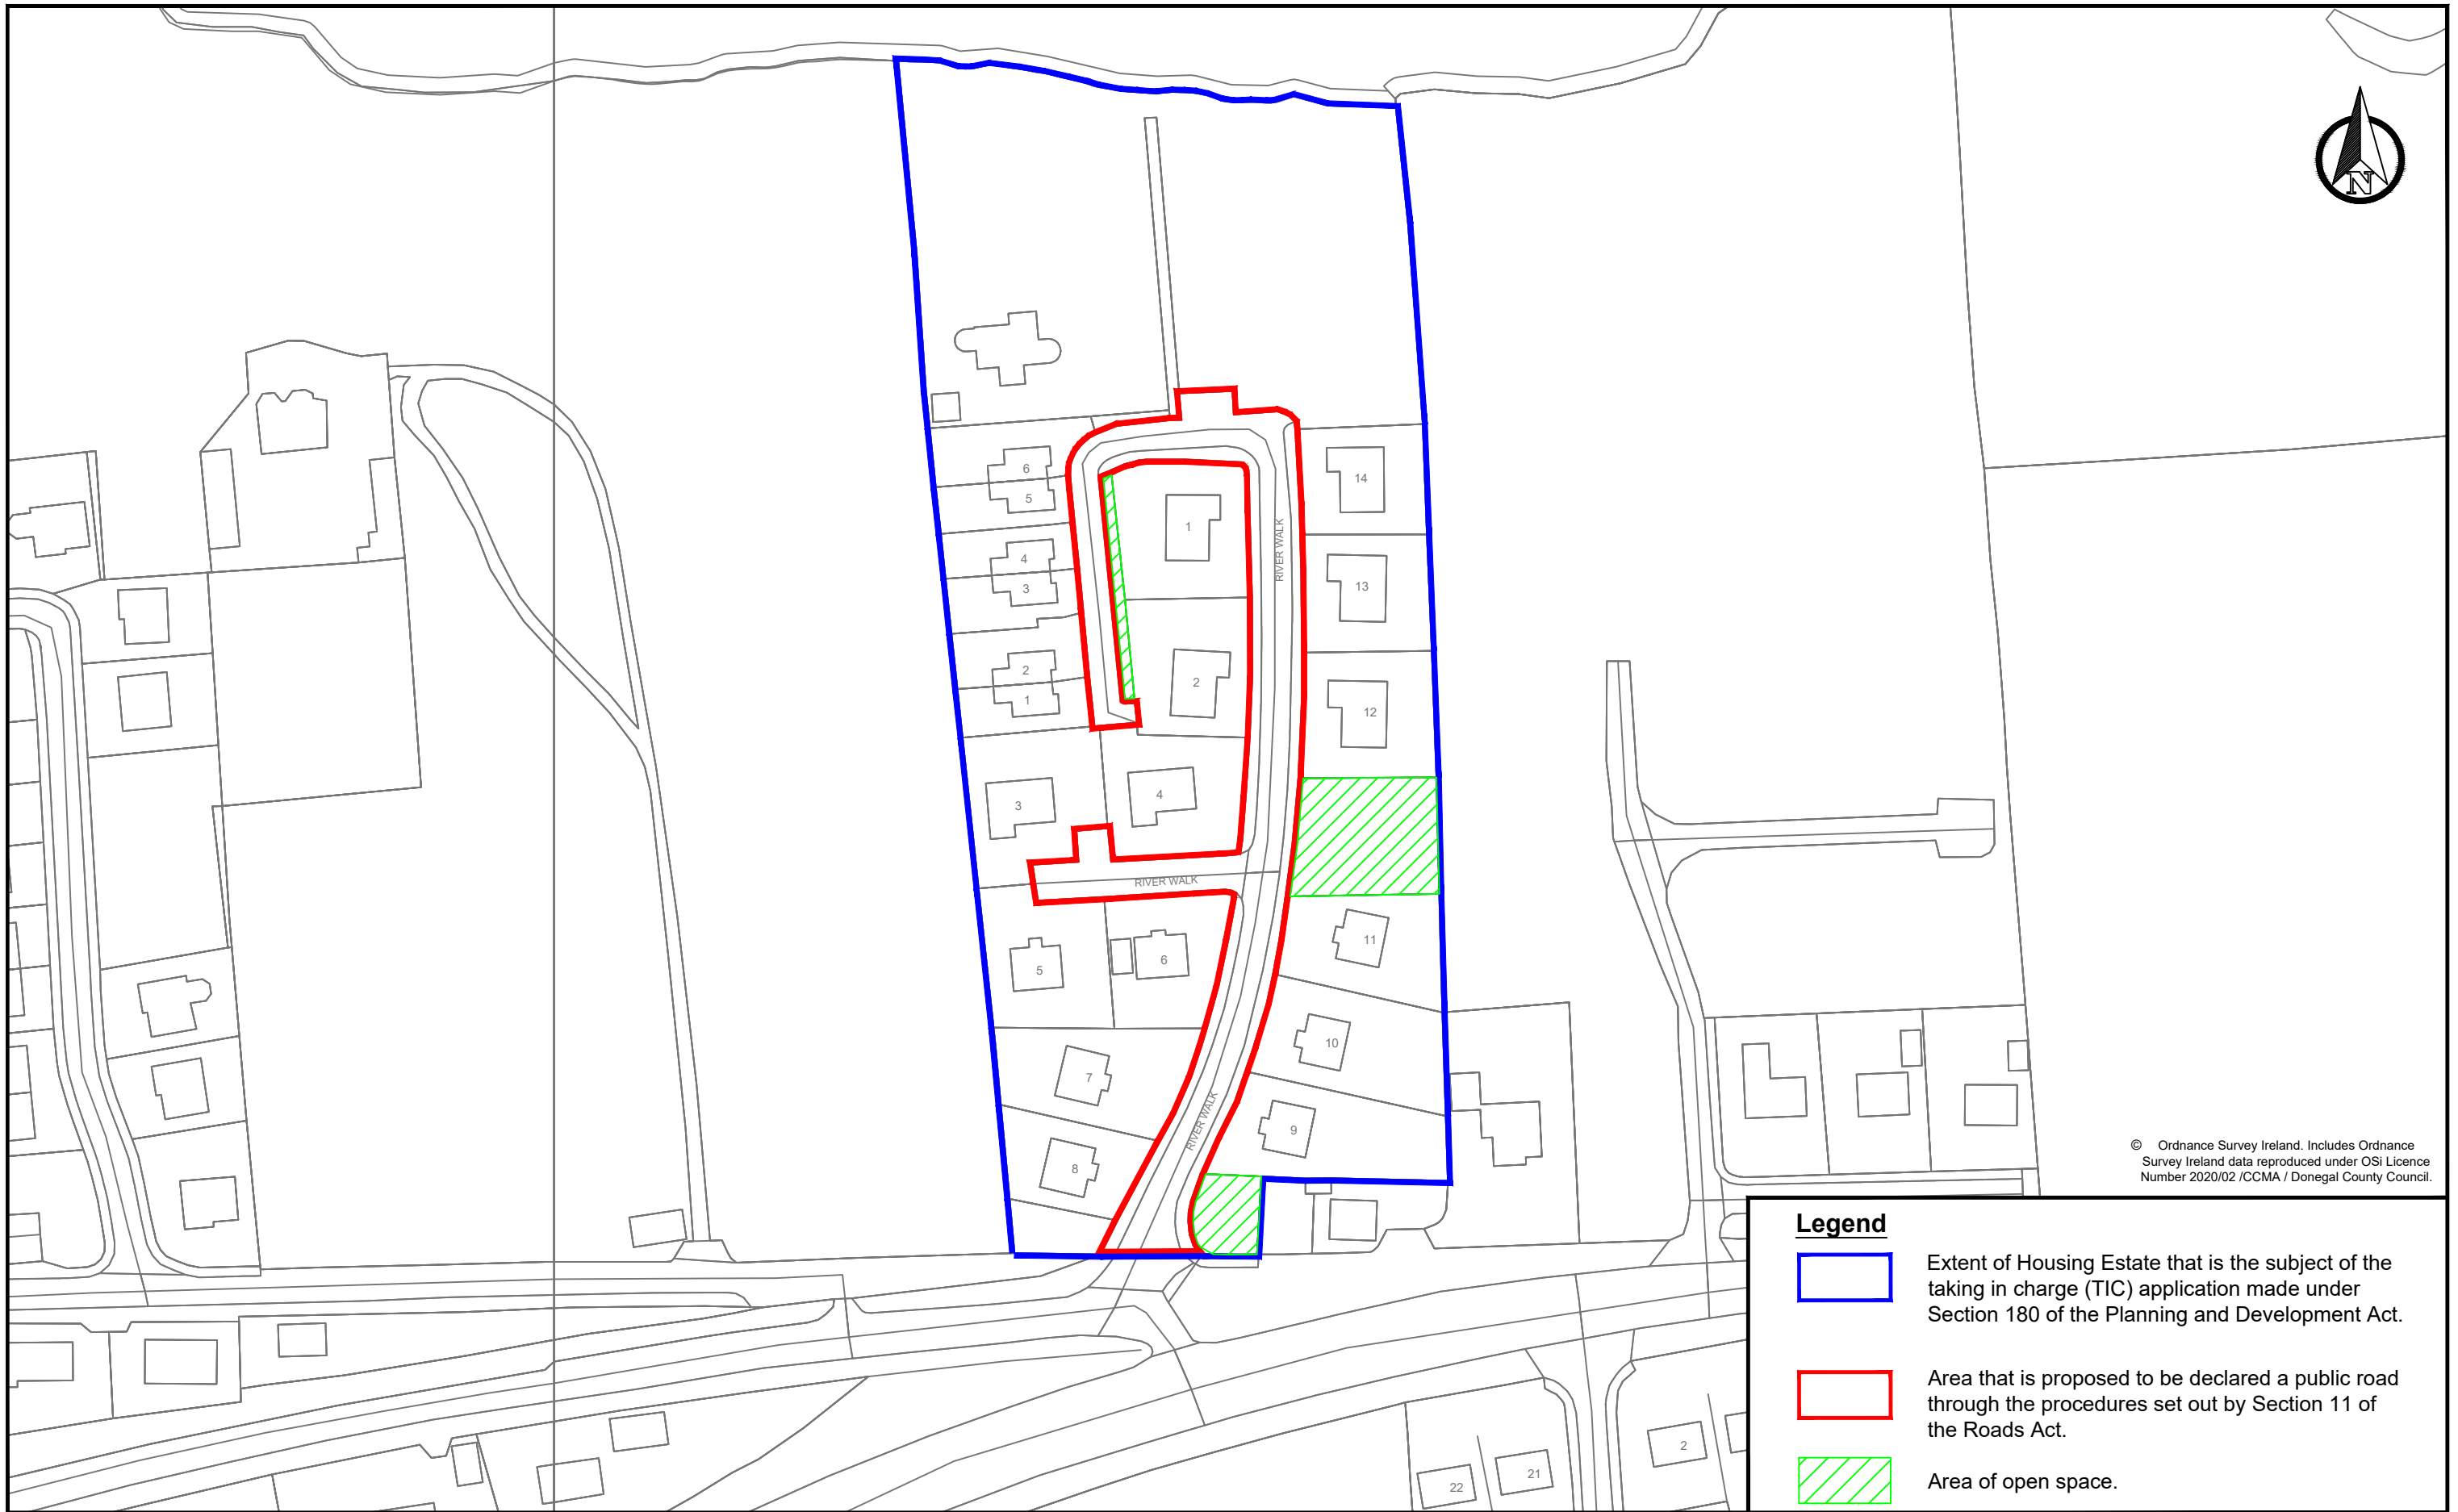 N
6
5
1
RIVER WALK
14
4
3
13
2
1
2
12
3
4
RIVER WALK
11
5
6
10
7
RIVER WALK
9
8
© Ordnance Survey Ireland. Includes Ordnance
Survey Ireland data reproduced under OSi Licence
Number 2020/02 /CCMA / Donegal County Council.
Legend
Extent of Housing Estate that is the subject of the
taking in charge (TIC) application made under
Section 180 of the Planning and Development Act.
Area that is proposed to be declared a public road
through the procedures set out by Section 11 of
the Roads Act.
Area of open space.
2
21
22